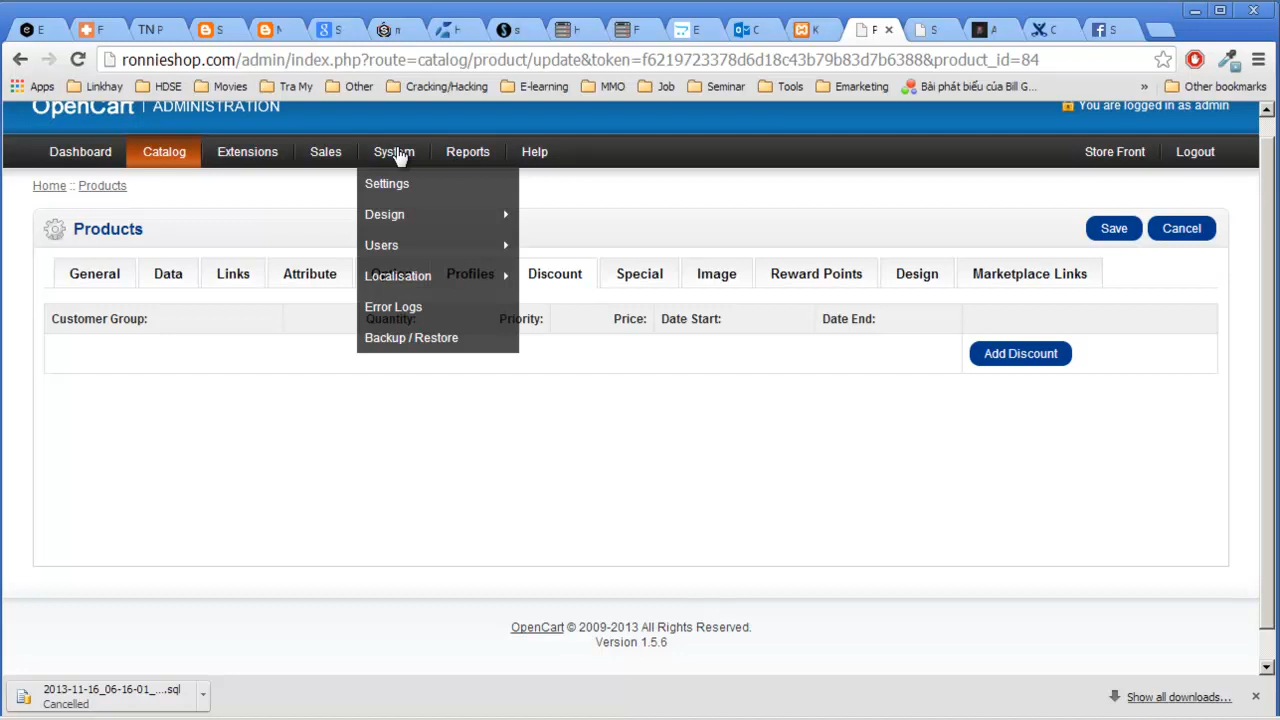 E
F
TN P
S
N
S
n
H
s
H
F
E
C
K
F
S
A
C
S
ronnieshop.com/admin/index.php?route=catalog/product/update&token=f6219723378d6d18c43b79b83d7b6388&product_id=84
Apps Linkhay HDSE Movies Tra My Other Cracking/Hacking E-learning MMO Job Seminar Tools Emarketing Bài phát biểu của Bill G... » Other bookmarks
OpenCart | ADMINISTRATION You are logged in as admin
Dashboard Catalog Extensions Sales System Reports Help Store Front Logout
Settings
Design
Users
Localisation
Error Logs
Backup / Restore
Home :: Products
Products Save Cancel
General Data Links Attribute Profiles Discount Special Image Reward Points Design Marketplace Links
Customer Group: Quantity: Priority: Price: Date Start: Date End:
Add Discount
OpenCart © 2009-2013 All Rights Reserved.
Version 1.5.6
2013-11-16_06-16-01_....sql
Cancelled
Show all downloads...